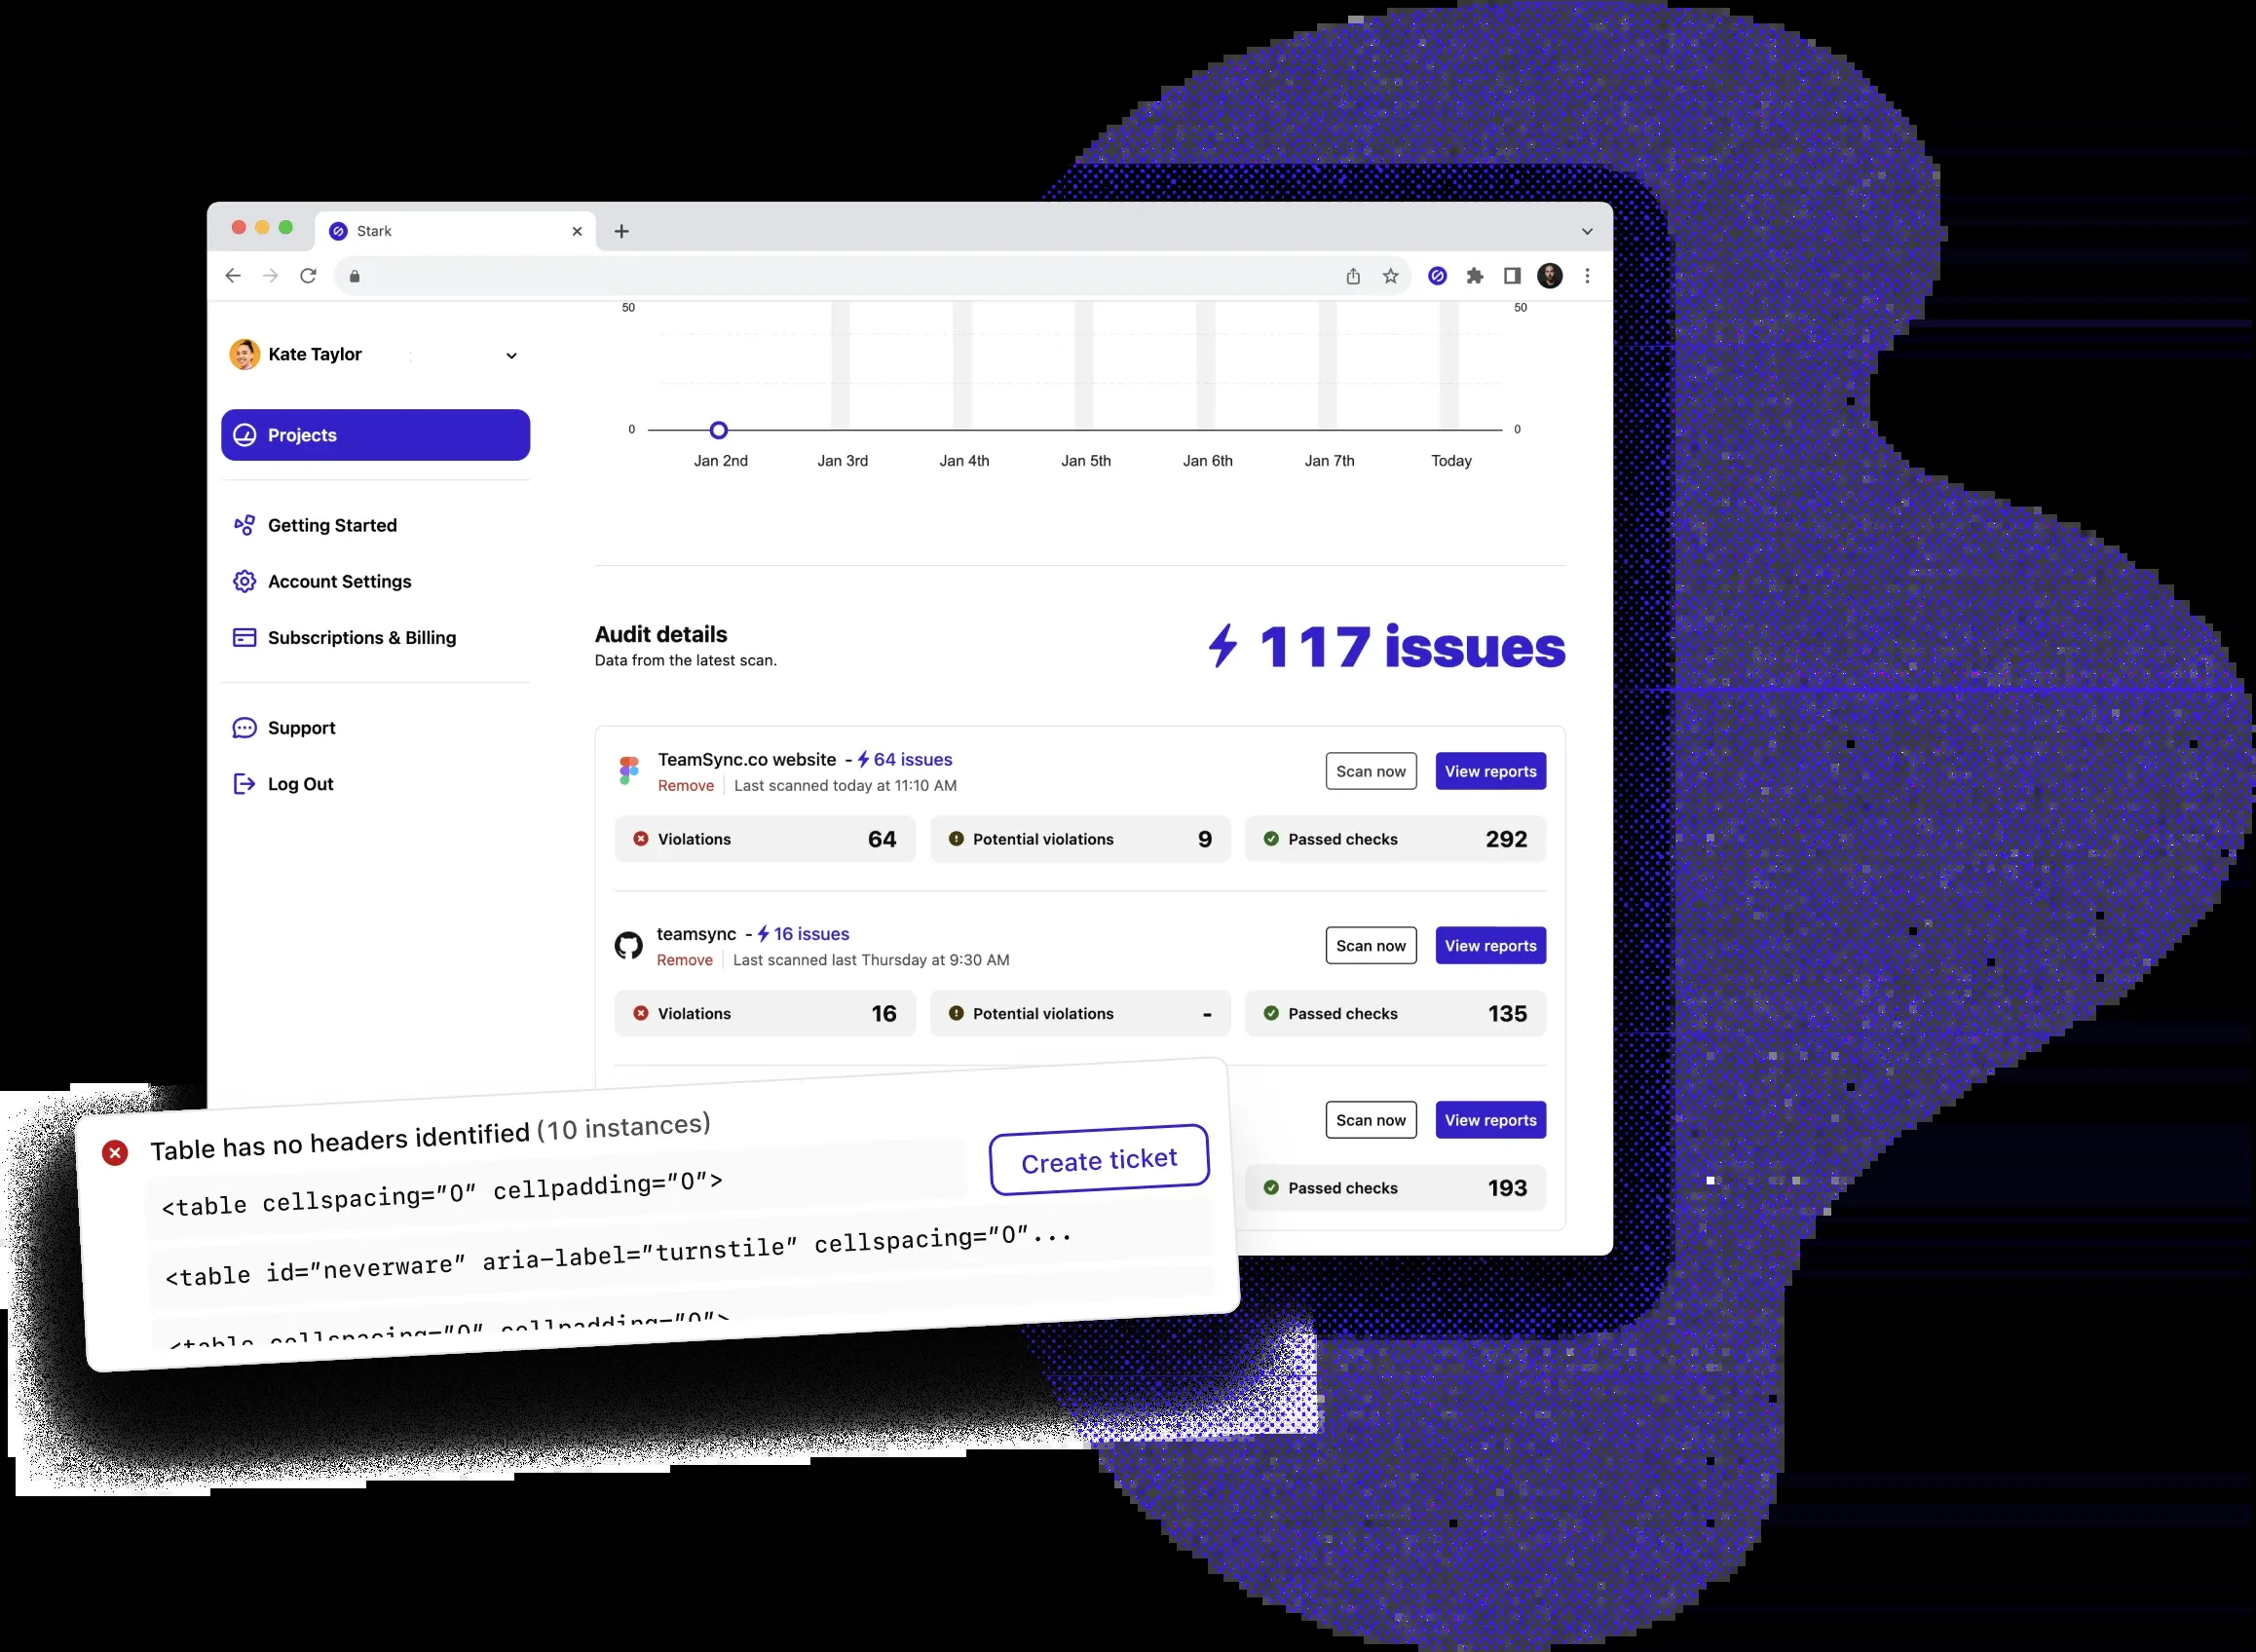 Stark
50
50
Kate Taylor
Projects
0
0
Jan 2nd
Jan 3rd
Jan 4th
Jan 5th
Jan 6th
Jan 7th
Today
Getting Started
Account Settings
Subscriptions & Billing
Support
Log Out
Audit details
Data from the latest scan.
117 issues
TeamSync.co website - 64 issues
Remove
Last scanned today at 11:10 AM
Scan now
View reports
Violations 64
Potential violations 9
Passed checks 292
teamsync - 16 issues
Remove
Last scanned last Thursday at 9:30 AM
Scan now
View reports
Violations 16
Potential violations -
Passed checks 135
Scan now
View reports
Passed checks 193
Table has no headers identified (10 instances)
Create ticket
<table cellspacing="0" cellpadding="0">
<table id="neverware" aria-label="turnstile" cellspacing="0"...
<table cellspacing="0" cellpadding="0">